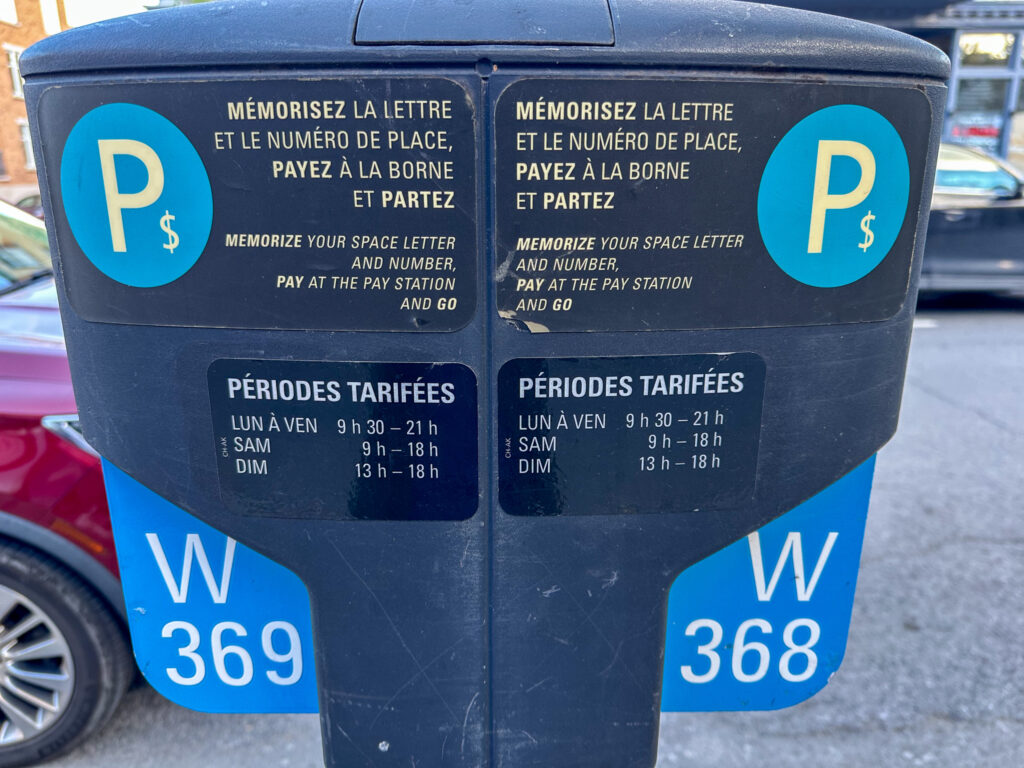 P$
MÉMORISEZ LA LETTRE
ET LE NUMÉRO DE PLACE,
PAYEZ À LA BORNE
ET PARTEZ
MEMORIZE YOUR SPACE LETTER
AND NUMBER,
PAY AT THE PAY STATION
AND GO
PÉRIODES TARIFÉES
LUN À VEN 9 h 30 – 21 h
SAM 9 h – 18 h
DIM 13 h – 18 h
CH-AK
W
369
MÉMORISEZ LA LETTRE
ET LE NUMÉRO DE PLACE,
PAYEZ À LA BORNE
ET PARTEZ
P$
MEMORIZE YOUR SPACE LETTER
AND NUMBER,
PAY AT THE PAY STATION
AND GO
PÉRIODES TARIFÉES
LUN À VEN 9 h 30 – 21 h
SAM 9 h – 18 h
DIM 13 h – 18 h
CH-AK
W
368